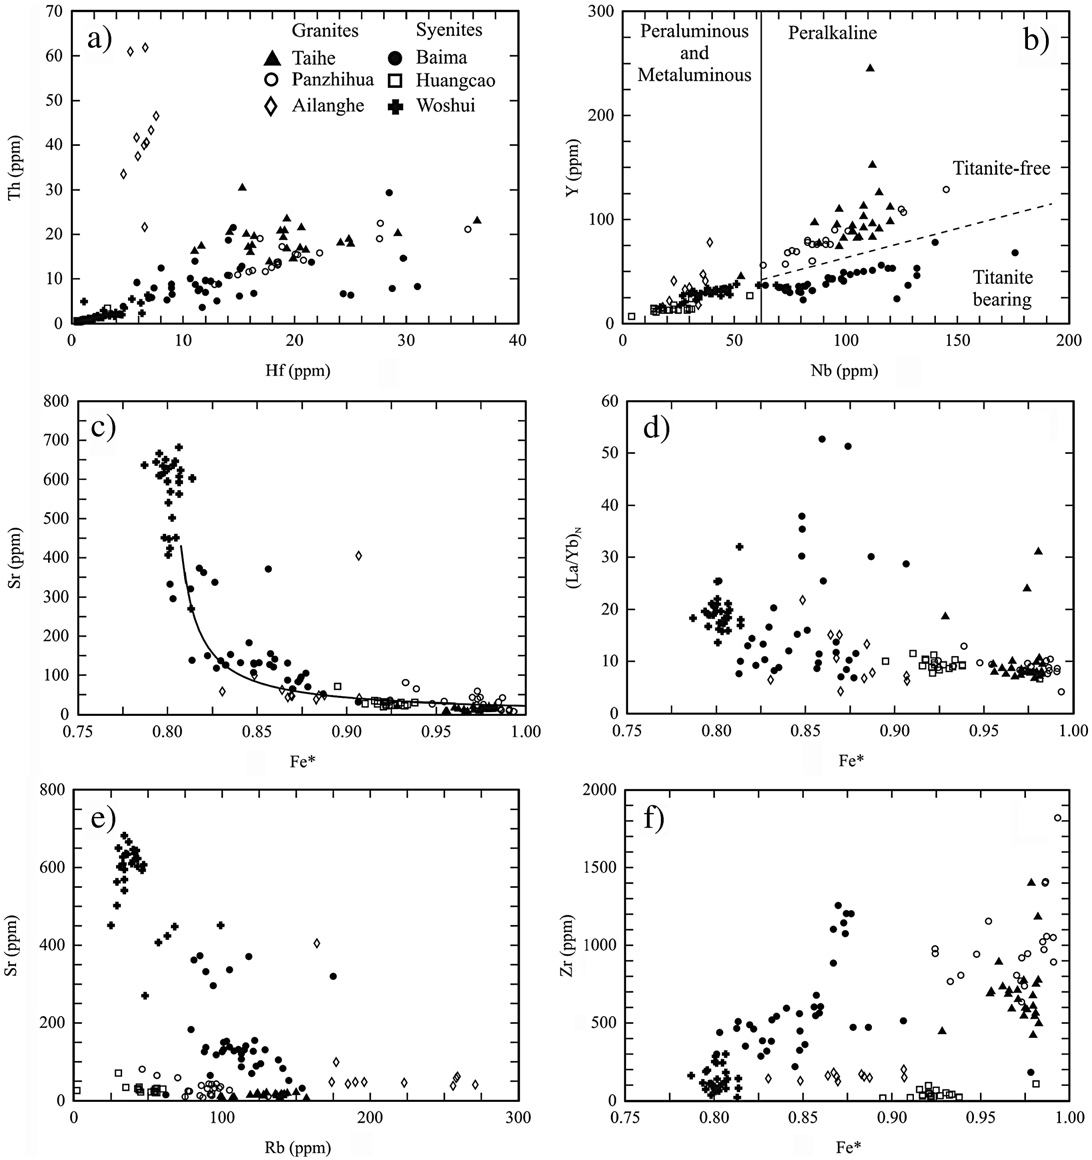 a)
Granites Syenites
Taihe Baima
Panzhihua Huangcao
Ailanghe Woshui
70
60
50
40
30
20
10
0
Th (ppm)
0 10 20 30 40
Hf (ppm)
b)
Peraluminous
and
Metaluminous
Peralkaline
Titanite-free
Titanite
bearing
300
200
100
0
Y (ppm)
0 50 100 150 200
Nb (ppm)
c)
800
700
600
500
400
300
200
100
0
Sr (ppm)
0.75 0.80 0.85 0.90 0.95 1.00
Fe*
d)
60
50
40
30
20
10
0
(La/Yb)N
0.75 0.80 0.85 0.90 0.95 1.00
Fe*
e)
800
600
400
200
0
Sr (ppm)
0 100 200 300
Rb (ppm)
f)
2000
1500
1000
500
0
Zr (ppm)
0.75 0.80 0.85 0.90 0.95 1.00
Fe*